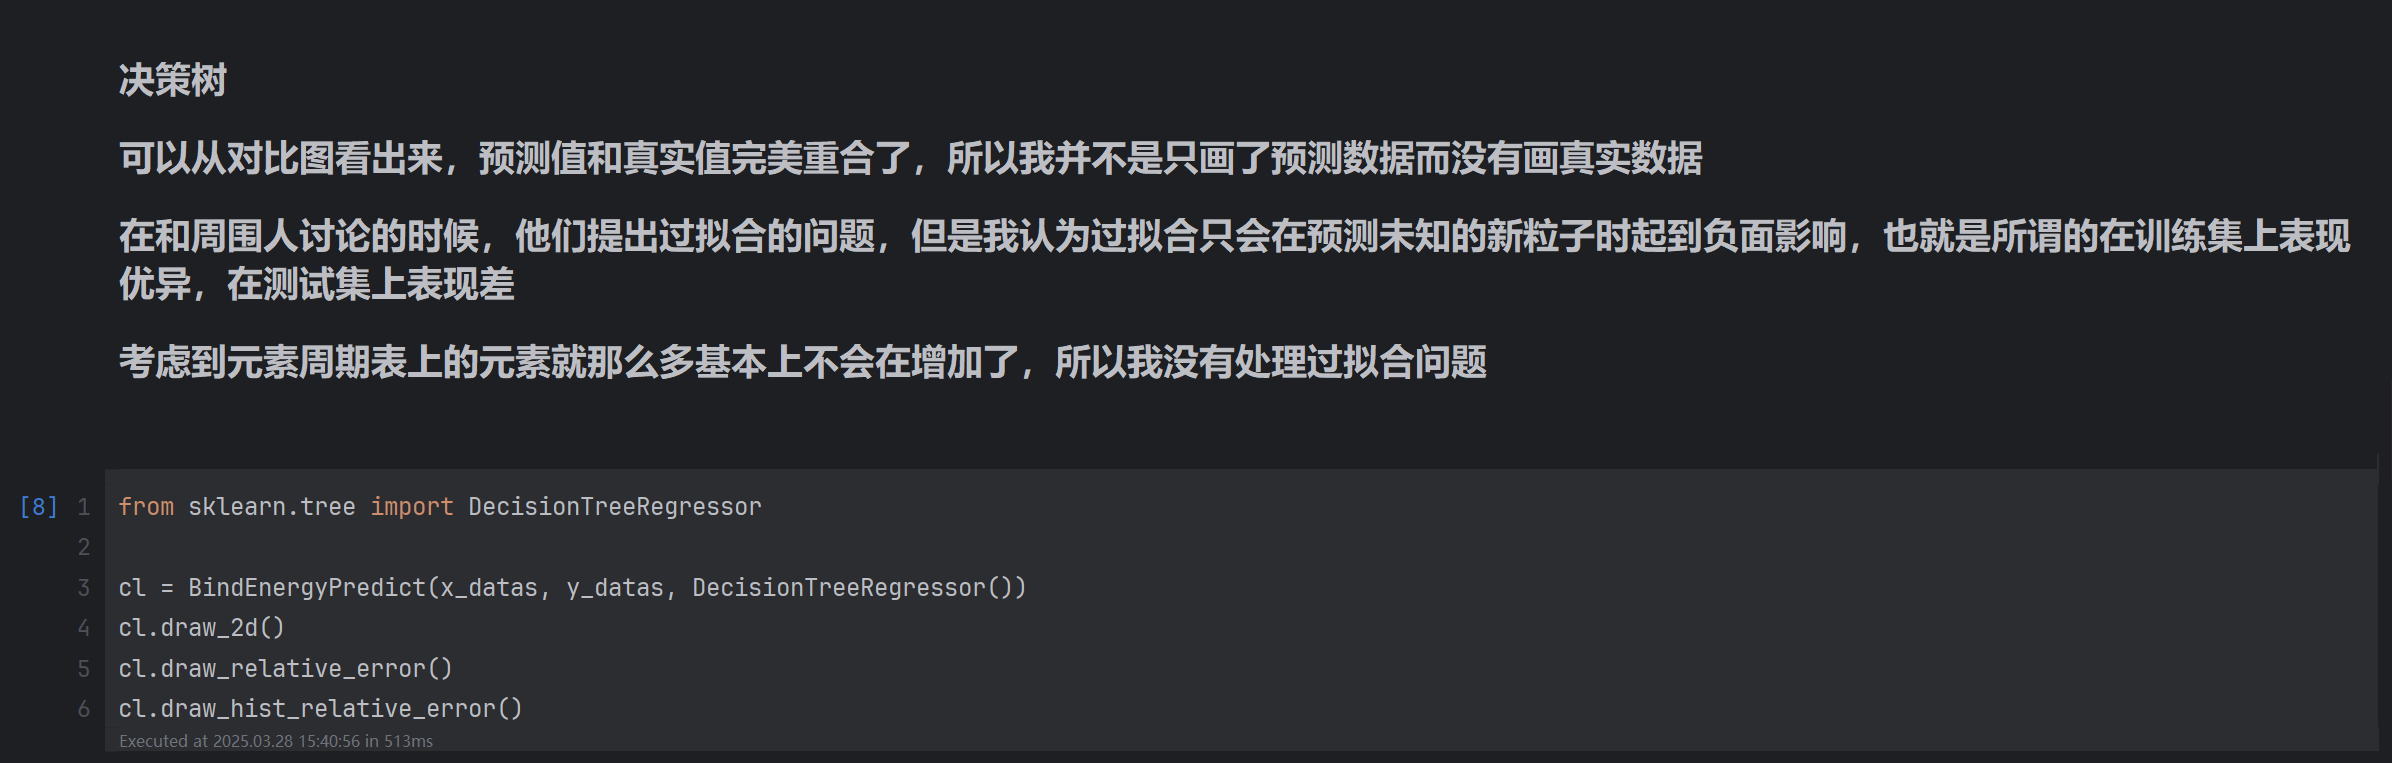 决策树
可以从对比图看出来，预测值和真实值完美重合了，所以我并不是只画了预测数据而没有画真实数据
在和周围人讨论的时候，他们提出过拟合的问题，但是我认为过拟合只会在预测未知的新粒子时起到负面影响，也就是所谓的在训练集上表现
优异，在测试集上表现差
考虑到元素周期表上的元素就那么多基本上不会在增加了，所以我没有处理过拟合问题
[8] 1 from sklearn.tree import DecisionTreeRegressor
2
3 cl = BindEnergyPredict(x_datas, y_datas, DecisionTreeRegressor())
4 cl.draw_2d()
5 cl.draw_relative_error()
6 cl.draw_hist_relative_error()
Executed at 2025.03.28 15:40:56 in 513ms